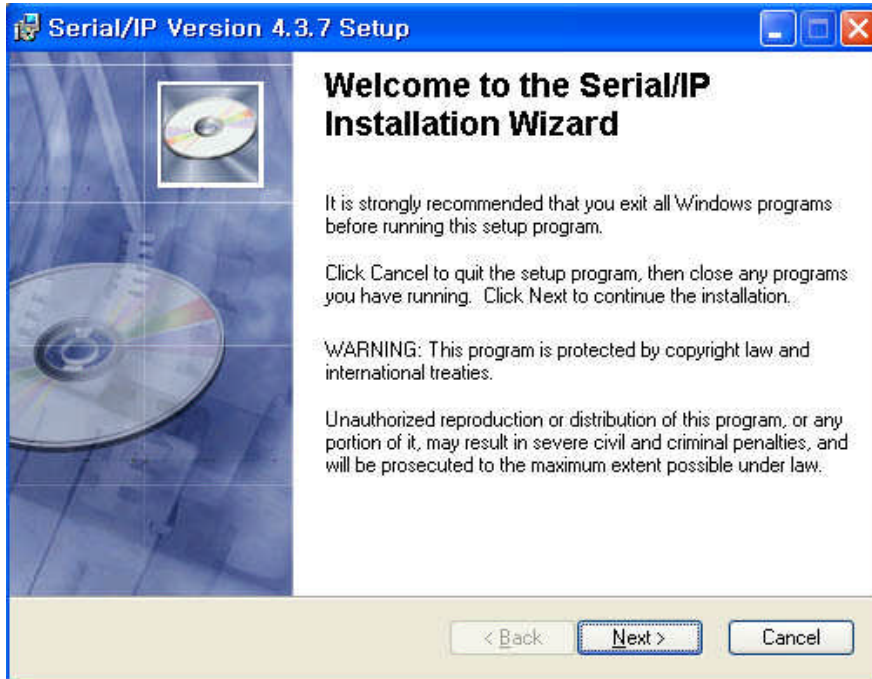 Serial/IP Version 4.3.7 Setup
Welcome to the Serial/IP
Installation Wizard
It is strongly recommended that you exit all Windows programs
before running this setup program.
Click Cancel to quit the setup program, then close any programs
you have running.  Click Next to continue the installation.
WARNING: This program is protected by copyright law and
international treaties.
Unauthorized reproduction or distribution of this program, or any
portion of it, may result in severe civil and criminal penalties, and
will be prosecuted to the maximum extent possible under law.
< Back Next > Cancel